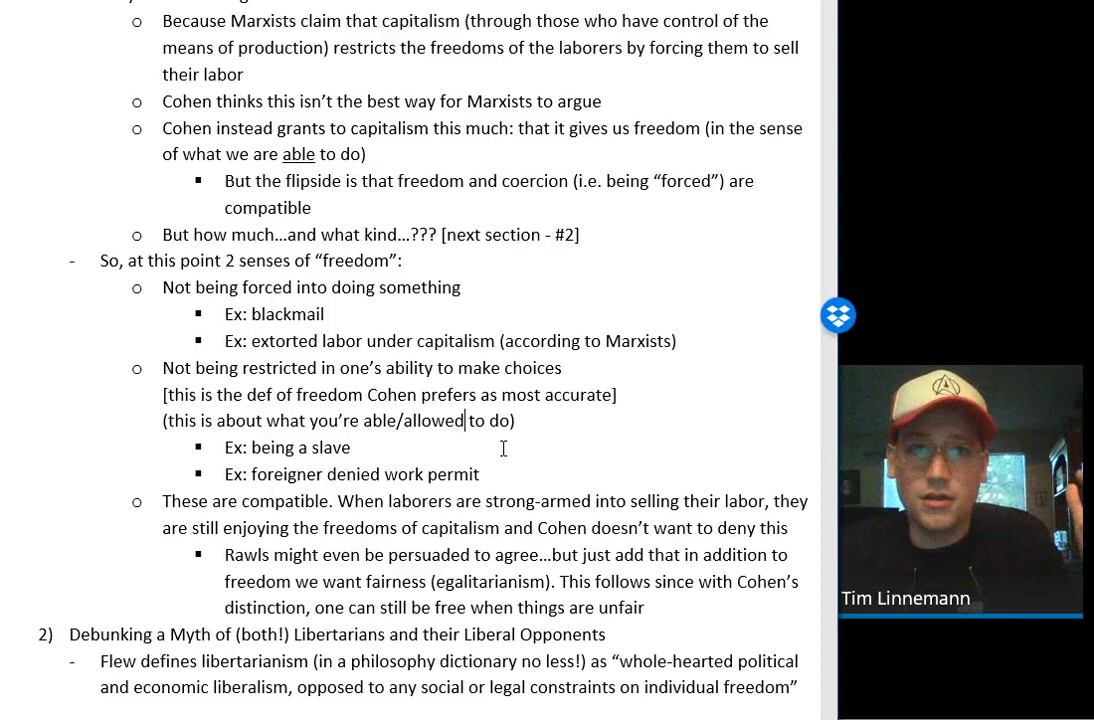 o Because Marxists claim that capitalism (through those who have control of the
means of production) restricts the freedoms of the laborers by forcing them to sell
their labor
o Cohen thinks this isn’t the best way for Marxists to argue
o Cohen instead grants to capitalism this much: that it gives us freedom (in the sense
of what we are able to do)
▪ But the flipside is that freedom and coercion (i.e. being “forced”) are
compatible
o But how much…and what kind…??? [next section - #2]
- So, at this point 2 senses of “freedom”:
o Not being forced into doing something
▪ Ex: blackmail
▪ Ex: extorted labor under capitalism (according to Marxists)
o Not being restricted in one’s ability to make choices
[this is the def of freedom Cohen prefers as most accurate]
(this is about what you’re able/allowed to do)
▪ Ex: being a slave
▪ Ex: foreigner denied work permit
o These are compatible. When laborers are strong-armed into selling their labor, they
are still enjoying the freedoms of capitalism and Cohen doesn’t want to deny this
▪ Rawls might even be persuaded to agree…but just add that in addition to
freedom we want fairness (egalitarianism). This follows since with Cohen’s
distinction, one can still be free when things are unfair
2) Debunking a Myth of (both!) Libertarians and their Liberal Opponents
- Flew defines libertarianism (in a philosophy dictionary no less!) as “whole-hearted political
and economic liberalism, opposed to any social or legal constraints on individual freedom”
Tim Linnemann